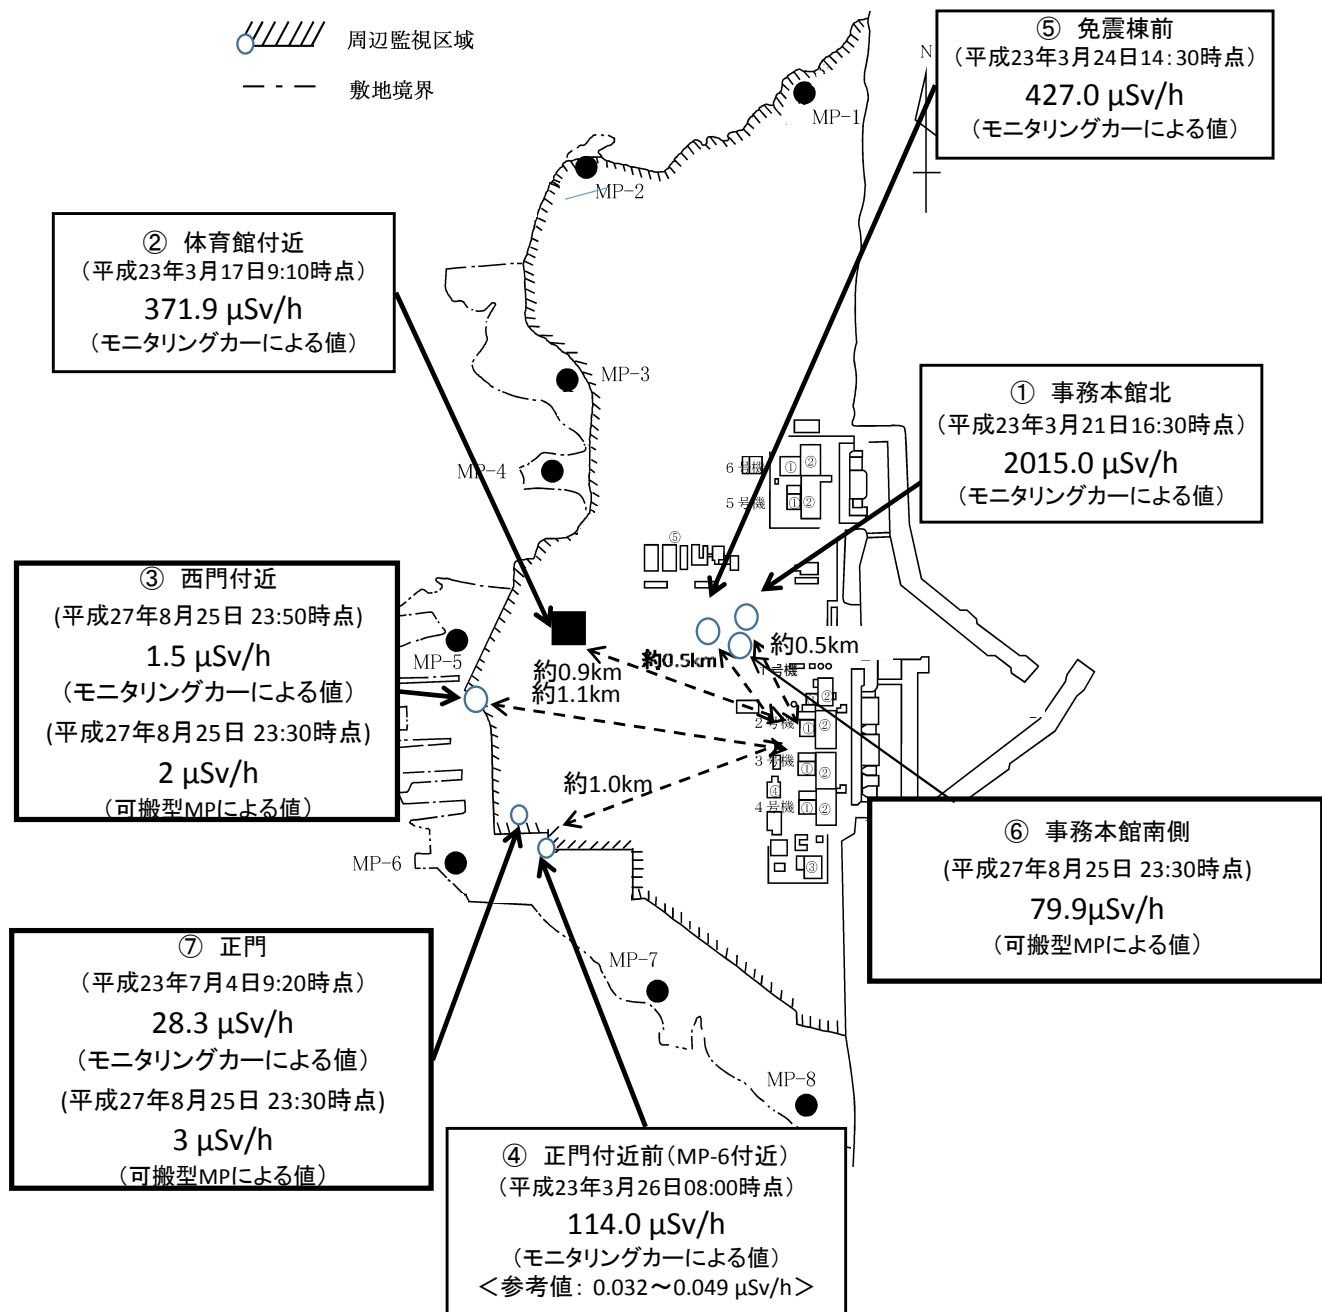 周辺監視区域
敷地境界
⑤ 免震棟前
（平成23年3月24日14：30時点）
427.0 μSv/h
（モニタリングカーによる値）
N
MP-1
MP-2
② 体育館付近
（平成23年3月17日9:10時点）
371.9 μSv/h
（モニタリングカーによる値）
MP-3
MP-4
① 事務本館北
（平成23年3月21日16:30時点）
2015.0 μSv/h
（モニタリングカーによる値）
6号機
①
②
5号機
①
②
⑤
③ 西門付近
(平成27年8月25日 23:50時点)
1.5 μSv/h
（モニタリングカーによる値）
(平成27年8月25日 23:30時点)
2 μSv/h
（可搬型MPによる値）
MP-5
約0.9km
約1.1km
約0.5km
約0.5km
1号機
②
2号機
①
②
3号機
①
②
④
4号機
①
②
③
約1.0km
MP-6
⑥ 事務本館南側
(平成27年8月25日 23:30時点)
79.9μSv/h
（可搬型MPによる値）
⑦ 正門
（平成23年7月4日9:20時点）
28.3 μSv/h
（モニタリングカーによる値）
(平成27年8月25日 23:30時点)
3 μSv/h
（可搬型MPによる値）
MP-7
MP-8
④ 正門付近前（MP-6付近）
（平成23年3月26日08:00時点）
114.0 μSv/h
（モニタリングカーによる値）
＜参考値： 0.032～0.049 μSv/h＞